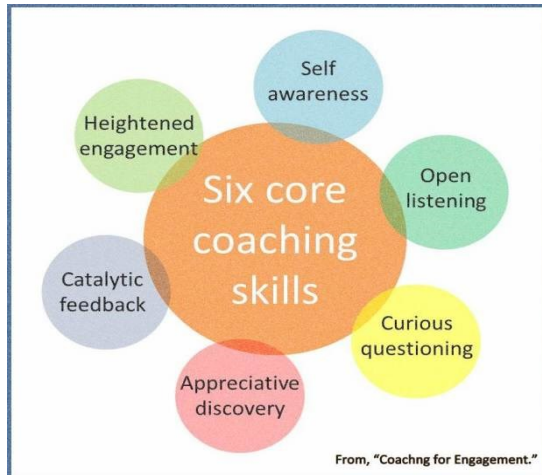 Six core
coaching
skills
Self
awareness
Open
listening
Curious
questioning
Appreciative
discovery
Catalytic
feedback
Heightened
engagement
From, “Coachng for Engagement.”